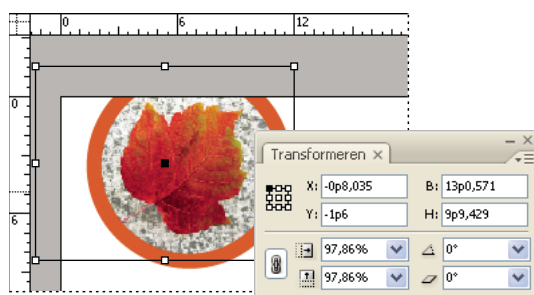 0 6 12
0
6
Transformeren
X: -0p8,035 B: 13p0,571
Y: -1p6 H: 9p9,429
97,86% 0°
97,86% 0°